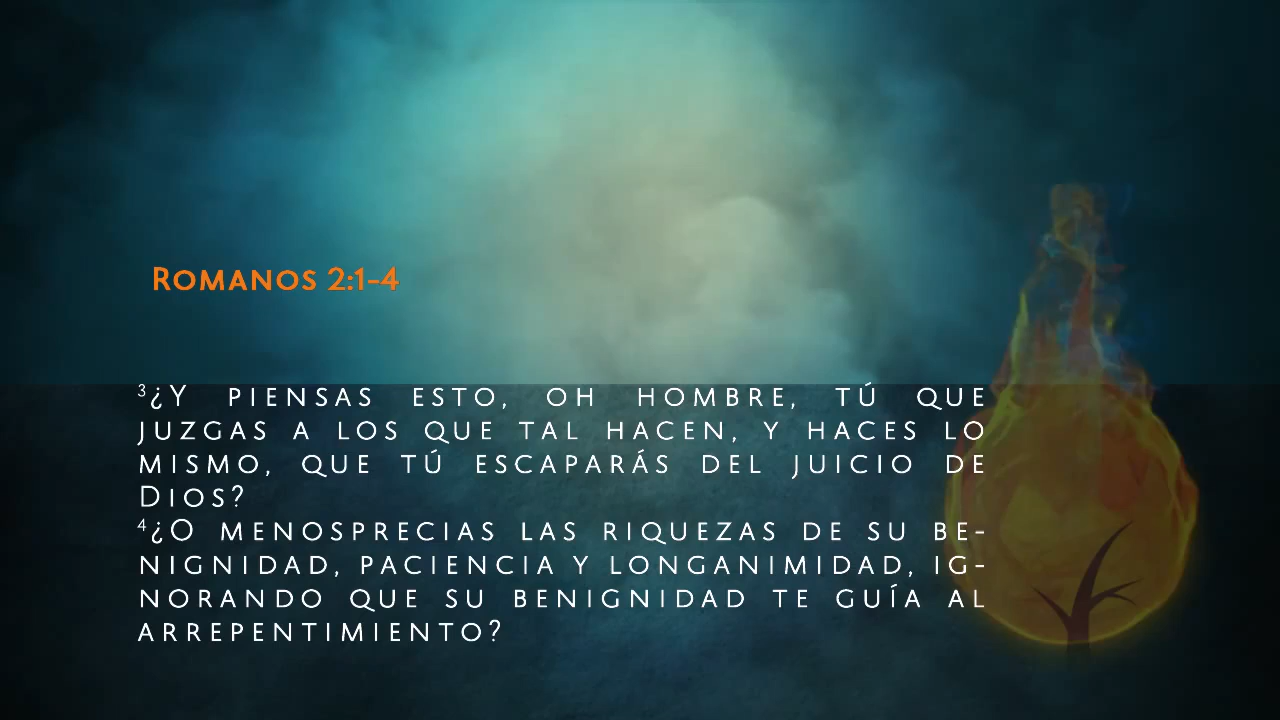 Romanos 2:1-4
³¿Y piensas esto, oh hombre, tú que
juzgas a los que tal hacen, y haces lo
mismo, que tú escaparás del juicio de
Dios?
⁴¿O menosprecias las riquezas de su be-
nignidad, paciencia y longanimidad, ig-
norando que su benignidad te guía al
arrepentimiento?